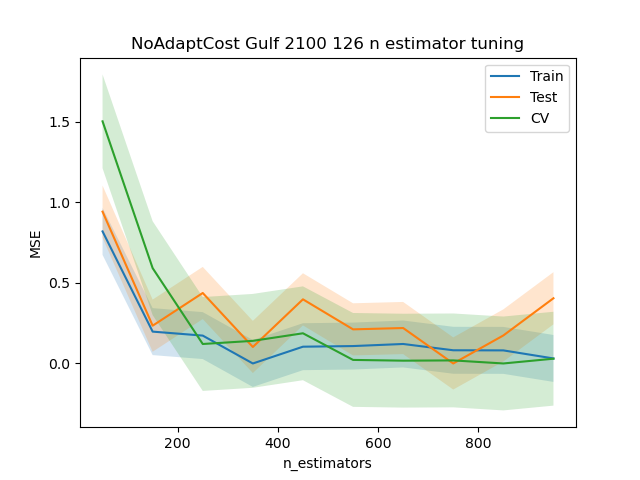 NoAdaptCost Gulf 2100 126 n estimator tuning
Train
Test
CV
1.5
1.0
0.5
0.0
MSE
200
400
600
800
n_estimators